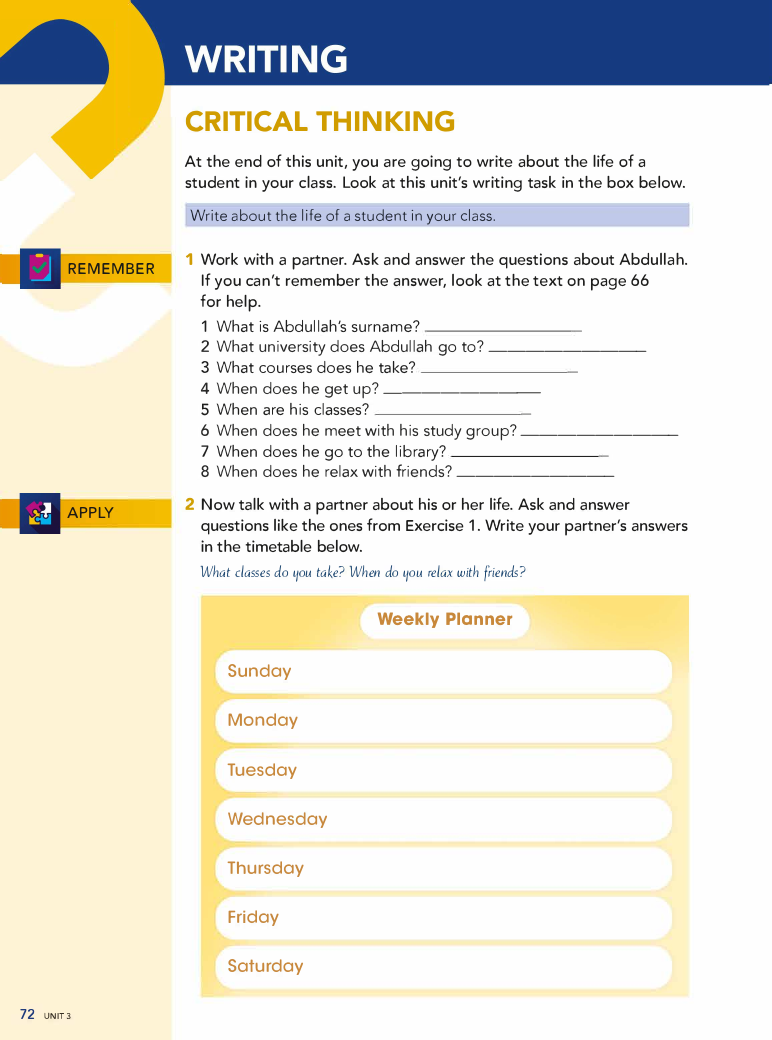 WRITING
CRITICAL THINKING
At the end of this unit, you are going to write about the life of a
student in your class. Look at this unit's writing task in the box below.
Write about the life of a student in your class.
REMEMBER
1 Work with a partner. Ask and answer the questions about Abdullah.
If you can't remember the answer, look at the text on page 66
for help.
1 What is Abdullah's surname?
2 What university does Abdullah go to?
3 What courses does he take?
4 When does he get up?
5 When are his classes?
6 When does he meet with his study group?
7 When does he go to the library?
8 When does he relax with friends?
APPLY
2 Now talk with a partner about his or her life. Ask and answer
questions like the ones from Exercise 1. Write your partner's answers
in the timetable below.
What classes do you take? When do you relax with friends?
Weekly Planner
Sunday
Monday
Tuesday
Wednesday
Thursday
Friday
Saturday
72 UNIT 3